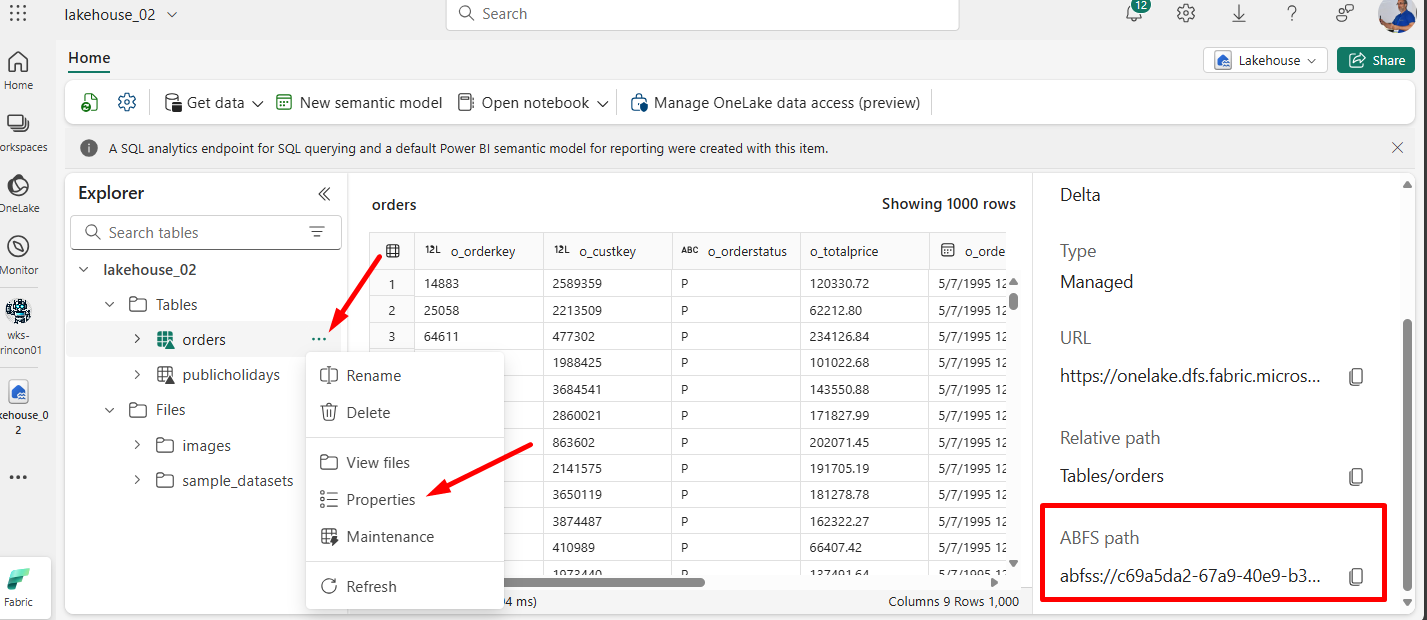 lakehouse_02
Search
12
Home
Lakehouse
Share
Get data
New semantic model
Open notebook
Manage OneLake data access (preview)
A SQL analytics endpoint for SQL querying and a default Power BI semantic model for reporting were created with this item.
Home
orkspaces
OneLake
Monitor
wks-
rincon01
kehouse_0
2
Fabric
Explorer
Search tables
lakehouse_02
Tables
orders
publicholidays
Files
images
sample_datasets
Rename
Delete
View files
Properties
Maintenance
Refresh
orders
Showing 1000 rows
12L o_orderkey 12L o_custkey ABC o_orderstatus o_totalprice o_orde
1 14883 2589359 P 120330.72 5/7/1995 12
2 25058 2213509 P 62212.80 5/7/1995 12
3 64611 477302 P 234126.84 5/7/1995 12
1988425 P 101022.68 5/7/1995 12
3684541 P 143550.88 5/7/1995 12
2860021 P 171827.99 5/7/1995 12
863602 P 202071.45 5/7/1995 12
2141575 P 191705.19 5/7/1995 12
3650119 P 181278.78 5/7/1995 12
3874487 P 162322.27 5/7/1995 12
410989 P 66407.42 5/7/1995 12
1973440 P 137491.64 5/7/1995 12
04 ms)
Columns 9 Rows 1,000
Delta
Type
Managed
URL
https://onelake.dfs.fabric.micros...
Relative path
Tables/orders
ABFS path
abfss://c69a5da2-67a9-40e9-b3...